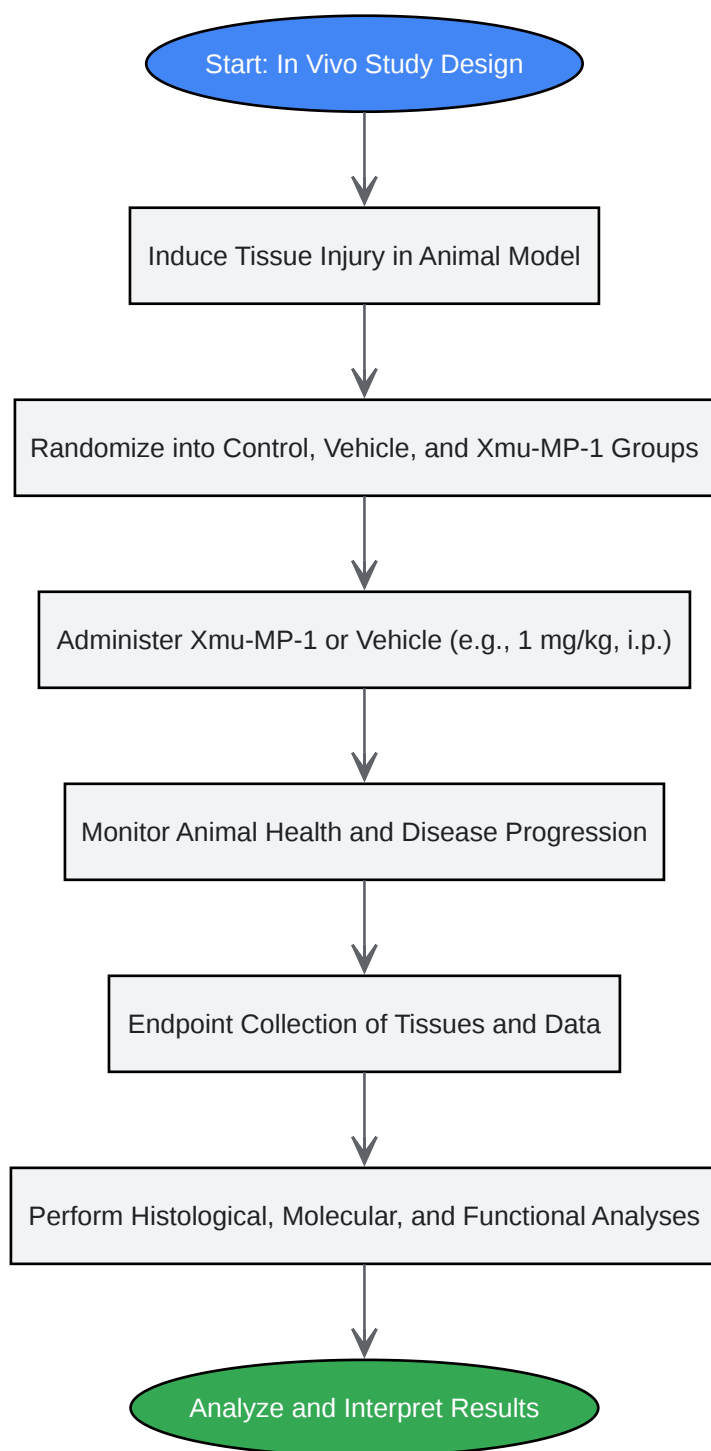 Start: In Vivo Study Design
Induce Tissue Injury in Animal Model
Randomize into Control, Vehicle, and Xmu-MP-1 Groups
Administer Xmu-MP-1 or Vehicle (e.g., 1 mg/kg, i.p.)
Monitor Animal Health and Disease Progression
Endpoint Collection of Tissues and Data
Perform Histological, Molecular, and Functional Analyses
Analyze and Interpret Results